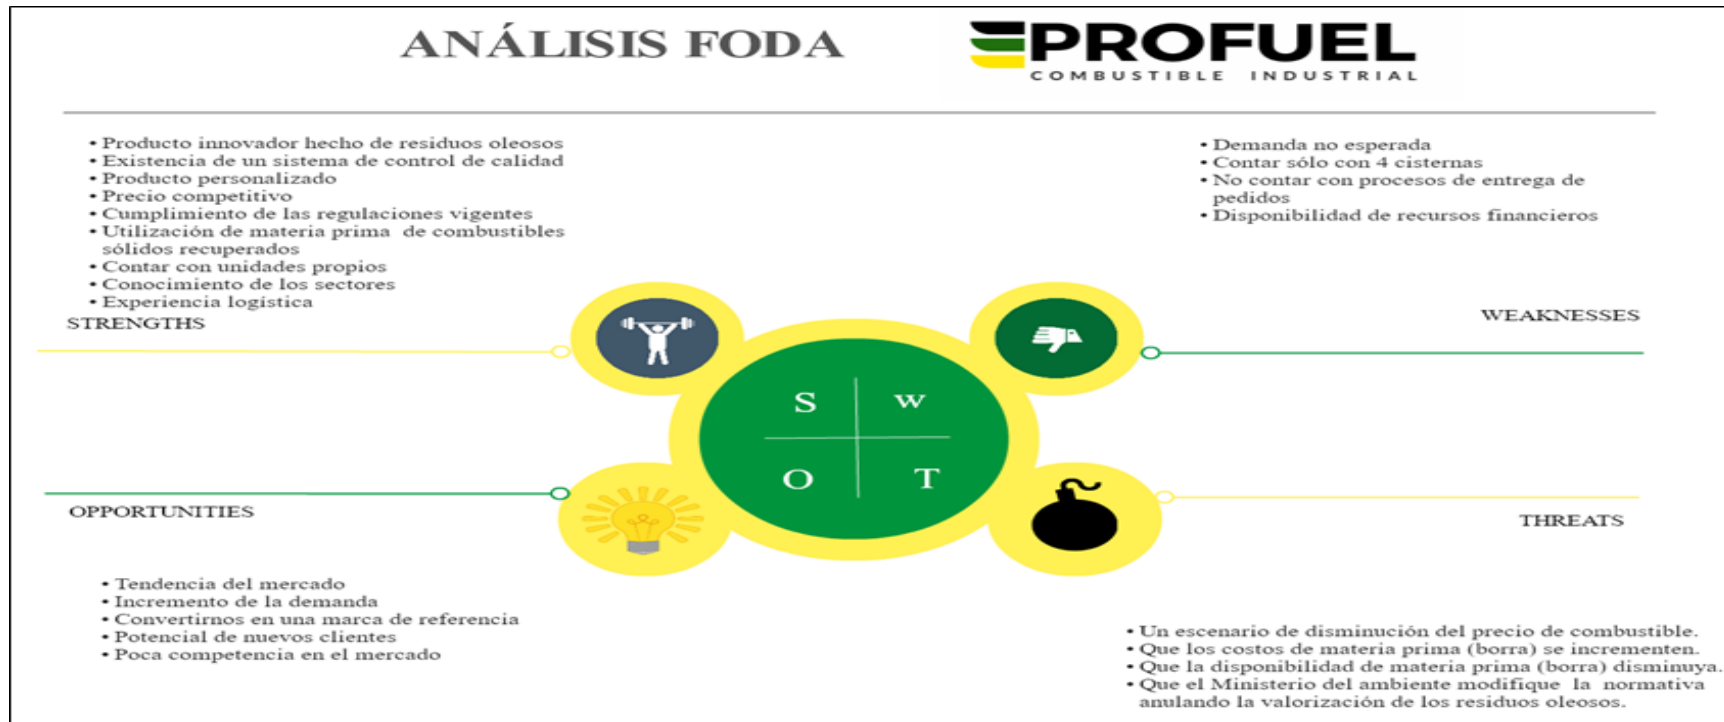 ANÁLISIS FODA
PROFUEL
COMBUSTIBLE INDUSTRIAL
• Producto innovador hecho de residuos oleosos
• Existencia de un sistema de control de calidad
• Producto personalizado
• Precio competitivo
• Cumplimiento de las regulaciones vigentes
• Utilización de materia prima de combustibles
sólidos recuperados
• Contar con unidades propios
• Conocimiento de los sectores
• Experiencia logística
STRENGTHS
• Demanda no esperada
• Contar sólo con 4 cisternas
• No contar con procesos de entrega de
pedidos
• Disponibilidad de recursos financieros
WEAKNESSES
S
w
O
T
OPPORTUNITIES
• Tendencia del mercado
• Incremento de la demanda
• Convertirnos en una marca de referencia
• Potencial de nuevos clientes
• Poca competencia en el mercado
THREATS
• Un escenario de disminución del precio de combustible.
• Que los costos de materia prima (borra) se incrementen.
• Que la disponibilidad de materia prima (borra) disminuya.
• Que el Ministerio del ambiente modifique la normativa
anulando la valorización de los residuos oleosos.